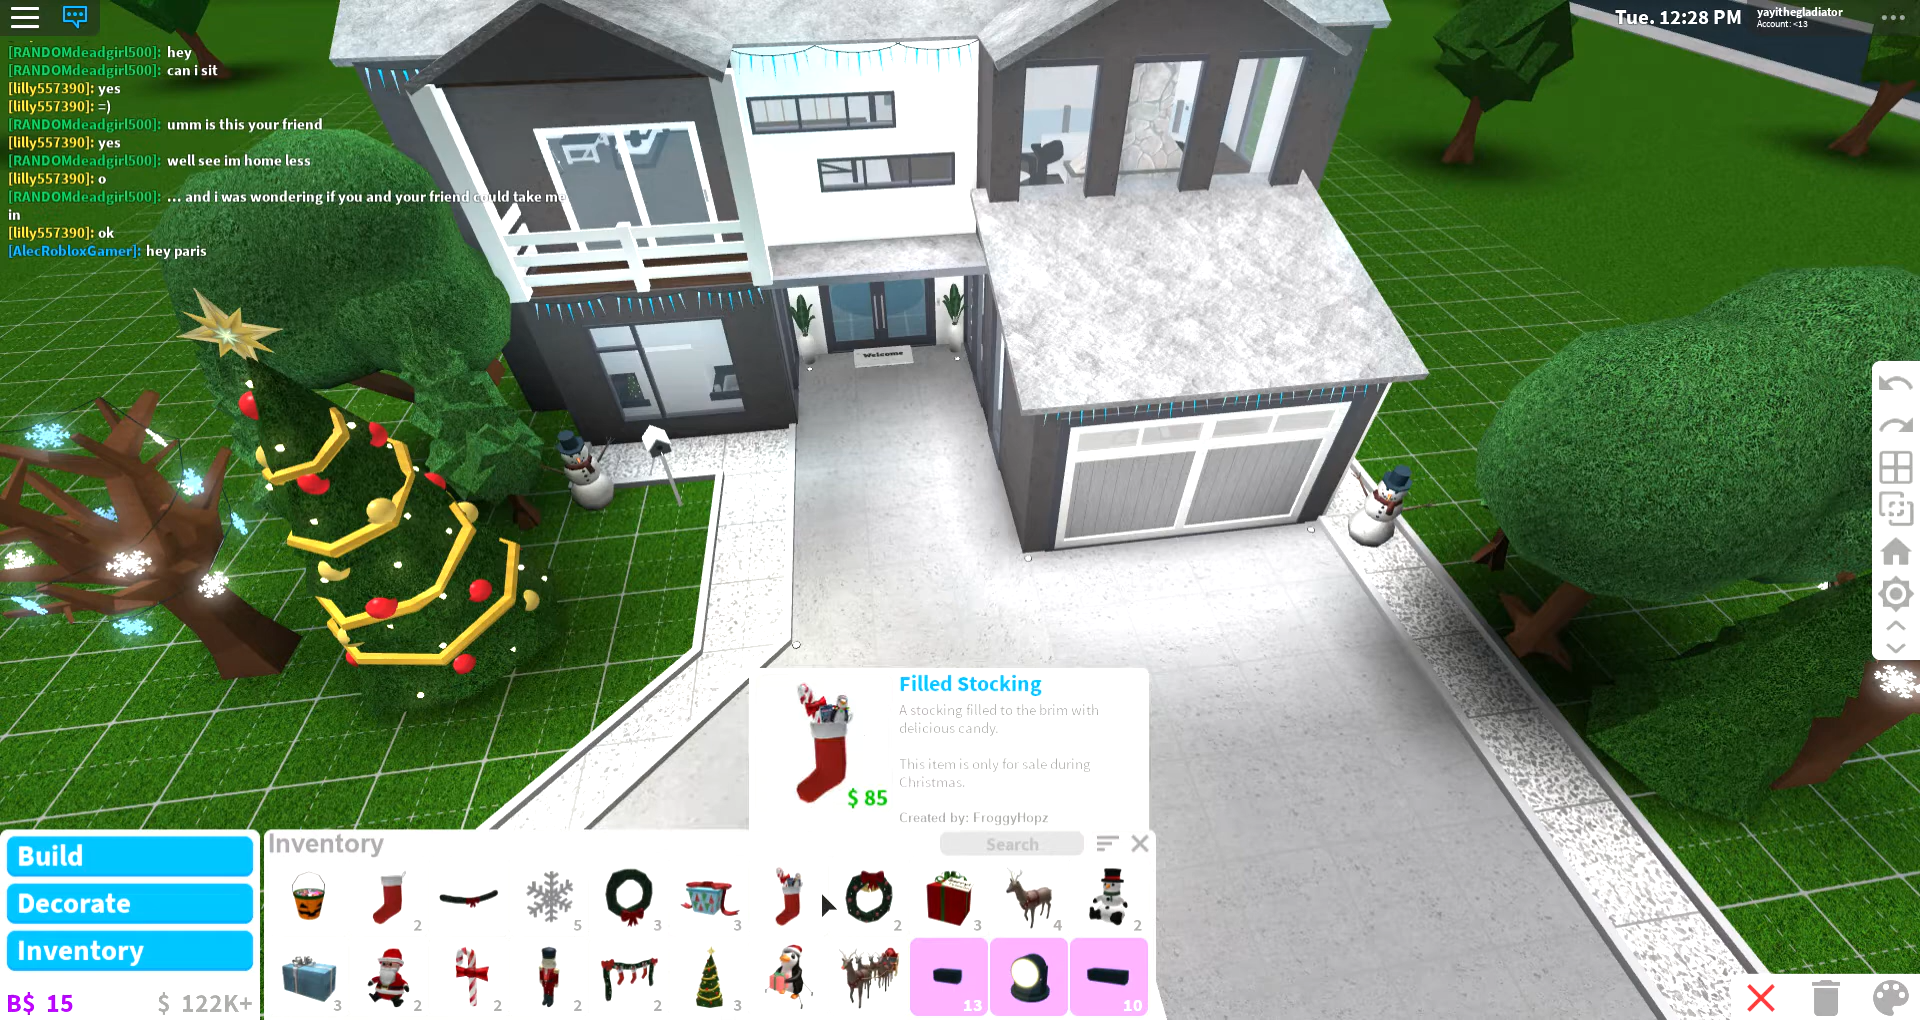 Tue. 12:28 PM
yayithegladiator
Account: <13
[RANDOMdeadgirl500]: hey
[RANDOMdeadgirl500]: can i sit
[lilly557390]: yes
[lilly557390]: =)
[RANDOMdeadgirl500]: umm is this your friend
[lilly557390]: yes
[RANDOMdeadgirl500]: well see im home less
[lilly557390]: o
[RANDOMdeadgirl500]: ... and i was wondering if you and your friend could take me
in
[lilly557390]: ok
[AlecRobloxGamer]: hey paris
Welcome
Filled Stocking
A stocking filled to the brim with
delicious candy.
This item is only for sale during
Christmas.
$ 85
Created by: FroggyHopz
Build
Decorate
Inventory
B$ 15
$ 122K+
Inventory
Search
2
5
3
3
2
3
4
2
3
2
2
2
2
3
13
10